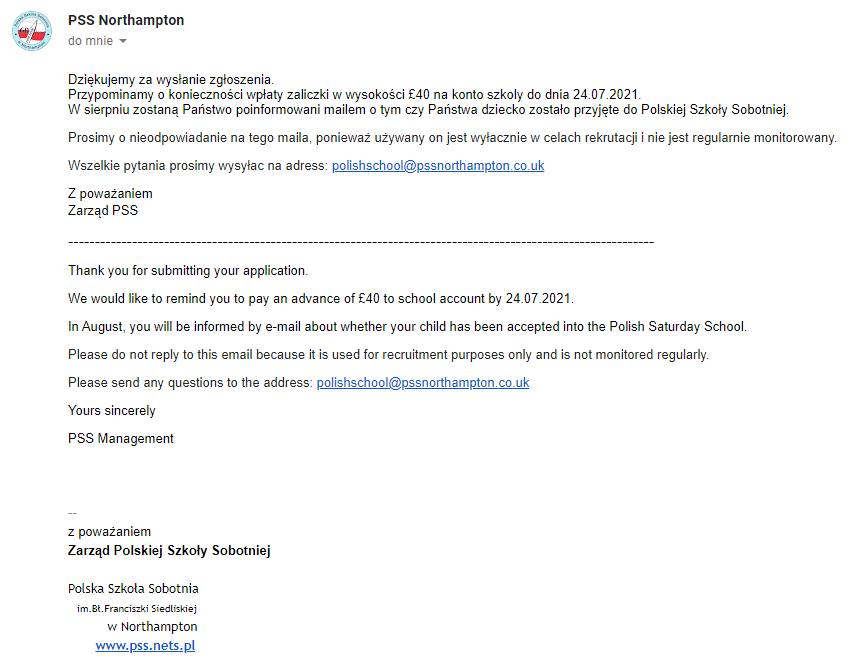 PSS Northampton
do mnie
Dziękujemy za wysłanie zgłoszenia.
Przypominamy o konieczności wpłaty zaliczki w wysokości £40 na konto szkoly do dnia 24.07.2021.
W sierpniu zostaną Państwo poinformowani mailem o tym czy Państwa dziecko zostało przyjęte do Polskiej Szkoły Sobotniej.
Prosimy o nieodpowiadanie na tego maila, ponieważ używany on jest wyłacznie w celach rekrutacji i nie jest regularnie monitorowany.
Wszelkie pytania prosimy wysyłac na adress: polishschool@pssnorthampton.co.uk
Z poważaniem
Zarząd PSS
--------------------------------------------------------------------------------------------------------------
Thank you for submitting your application.
We would like to remind you to pay an advance of £40 to school account by 24.07.2021.
In August, you will be informed by e-mail about whether your child has been accepted into the Polish Saturday School.
Please do not reply to this email because it is used for recruitment purposes only and is not monitored regularly.
Please send any questions to the address: polishschool@pssnorthampton.co.uk
Yours sincerely
PSS Management
--
z poważaniem
Zarząd Polskiej Szkoły Sobotniej
Polska Szkoła Sobotnia
im.Bł.Franciszki Siedliskiej
w Northampton
www.pss.nets.pl